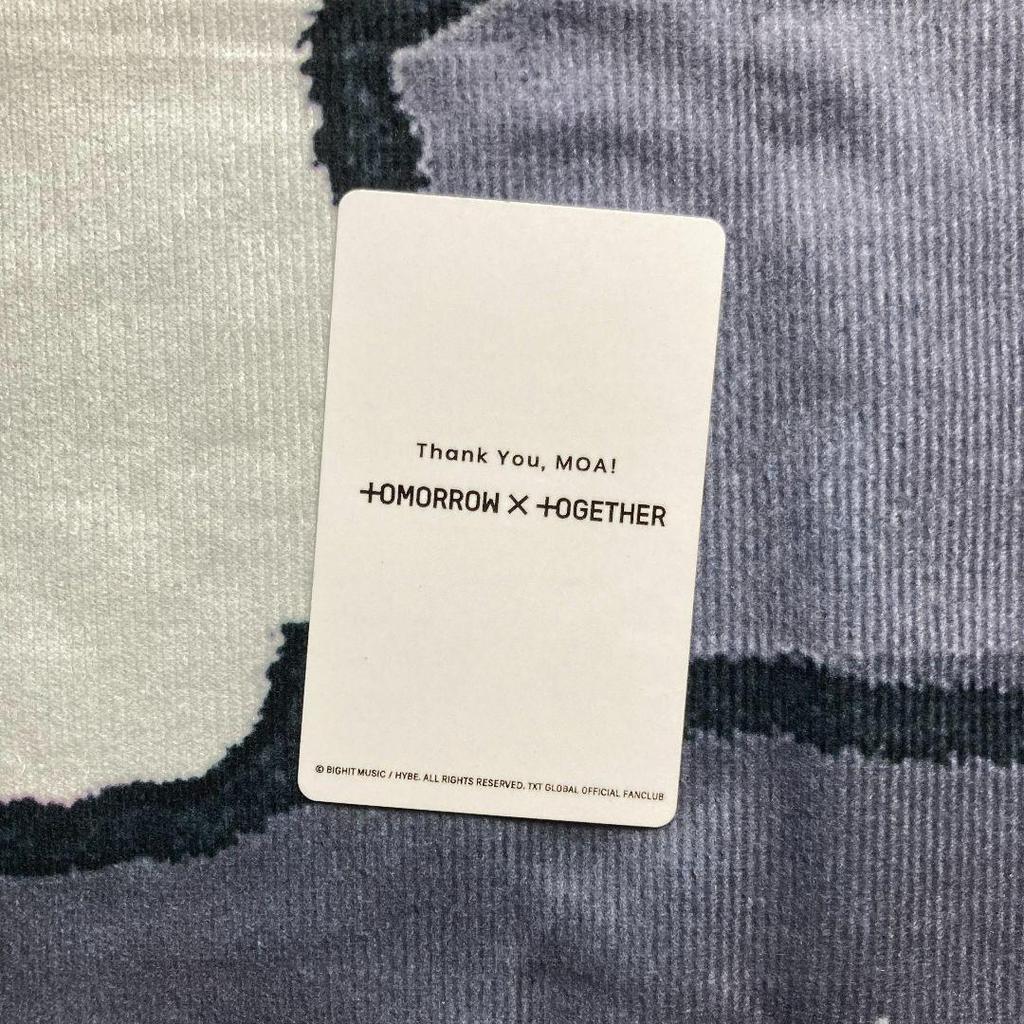 Thank You, MOA!
TOMORROW X TOGETHER
© BIGHIT MUSIC / HYBE. ALL RIGHTS RESERVED. TXT GLOBAL OFFICIAL FANCLUB